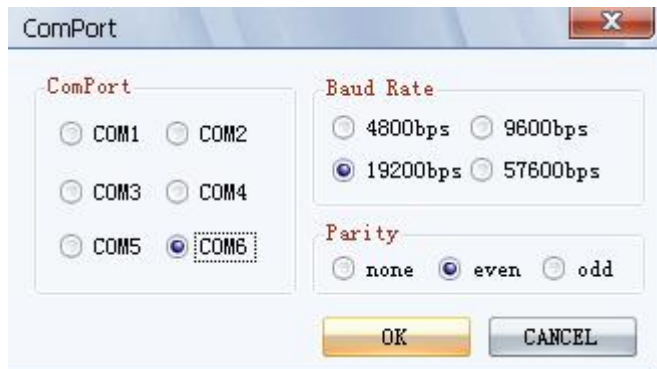 ComPort
ComPort
COM1 COM2
COM3 COM4
COM5 COM6
Baud Rate
4800bps 9600bps
19200bps 57600bps
Parity
none even odd
OK CANCEL